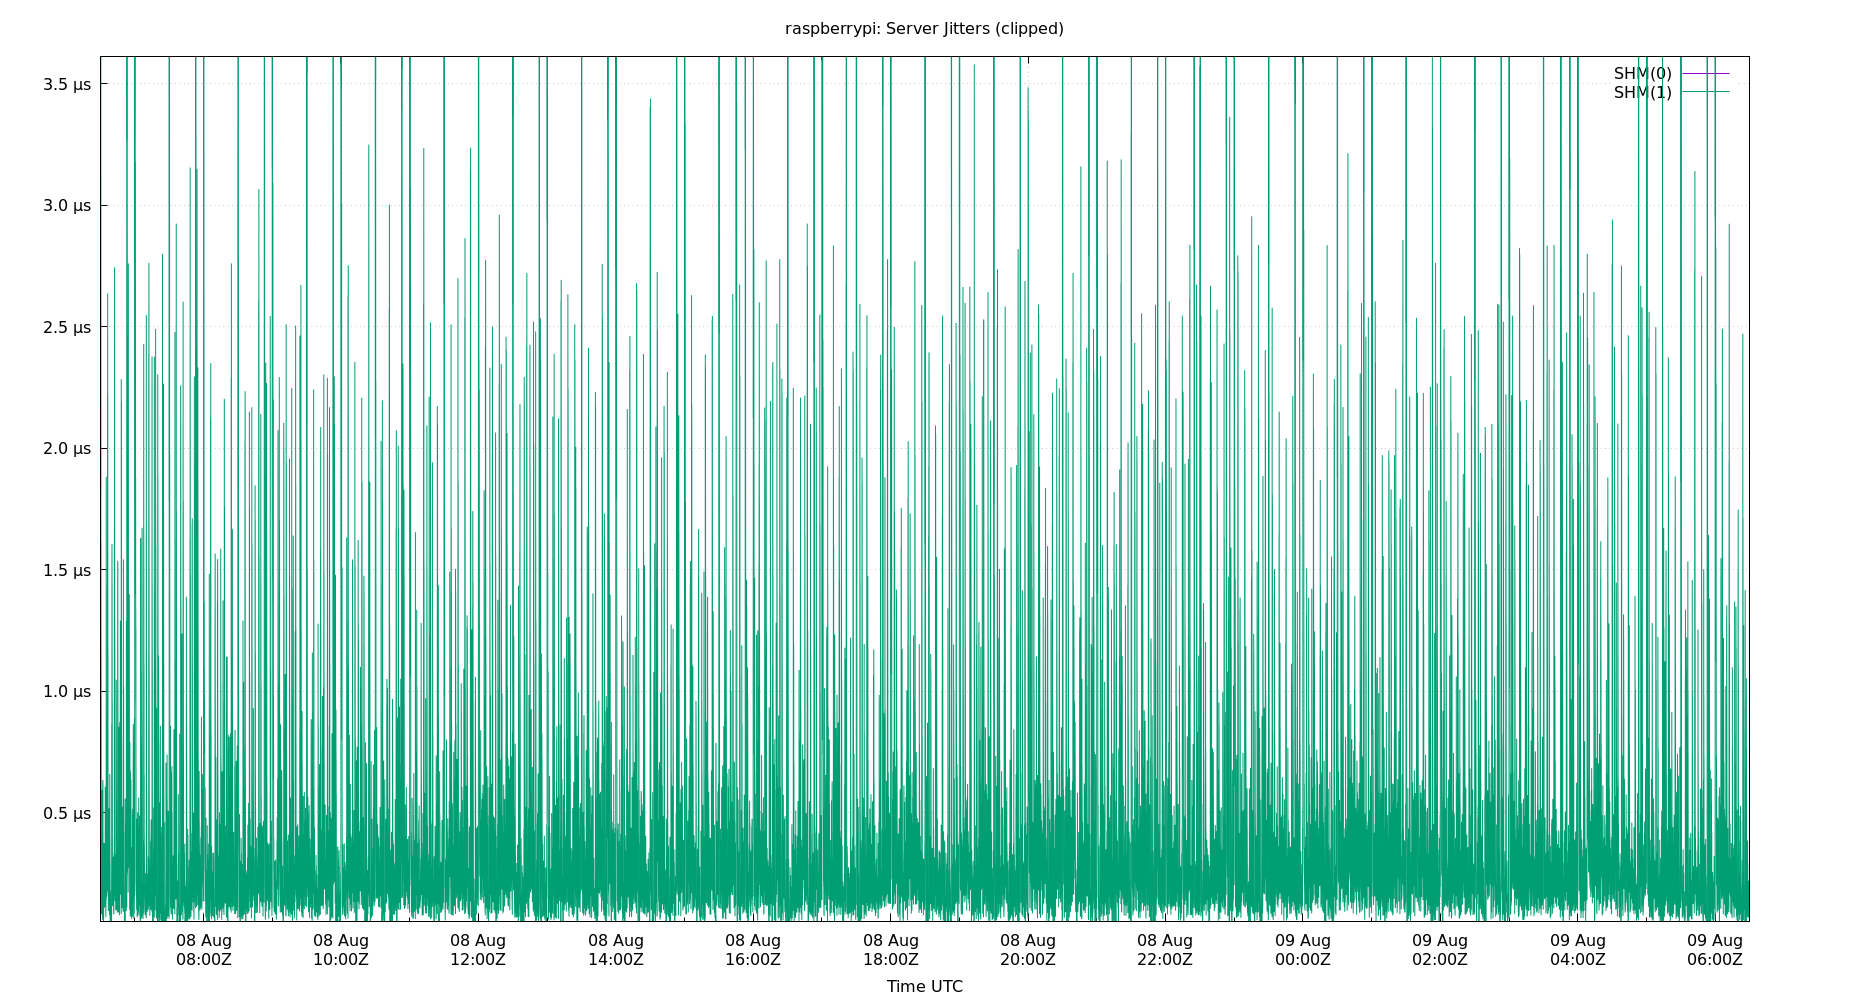 raspberrypi: Server Jitters (clipped)
3.5 µs
3.0 µs
2.5 µs
2.0 µs
1.5 µs
1.0 µs
0.5 µs
SHM(0)
SHM(1)
08 Aug 08 Aug 08 Aug 08 Aug 08 Aug 08 Aug 08 Aug 08 Aug 09 Aug 09 Aug 09 Aug 09 Aug
08:00Z 10:00Z 12:00Z 14:00Z 16:00Z 18:00Z 20:00Z 22:00Z 00:00Z 02:00Z 04:00Z 06:00Z
Time UTC